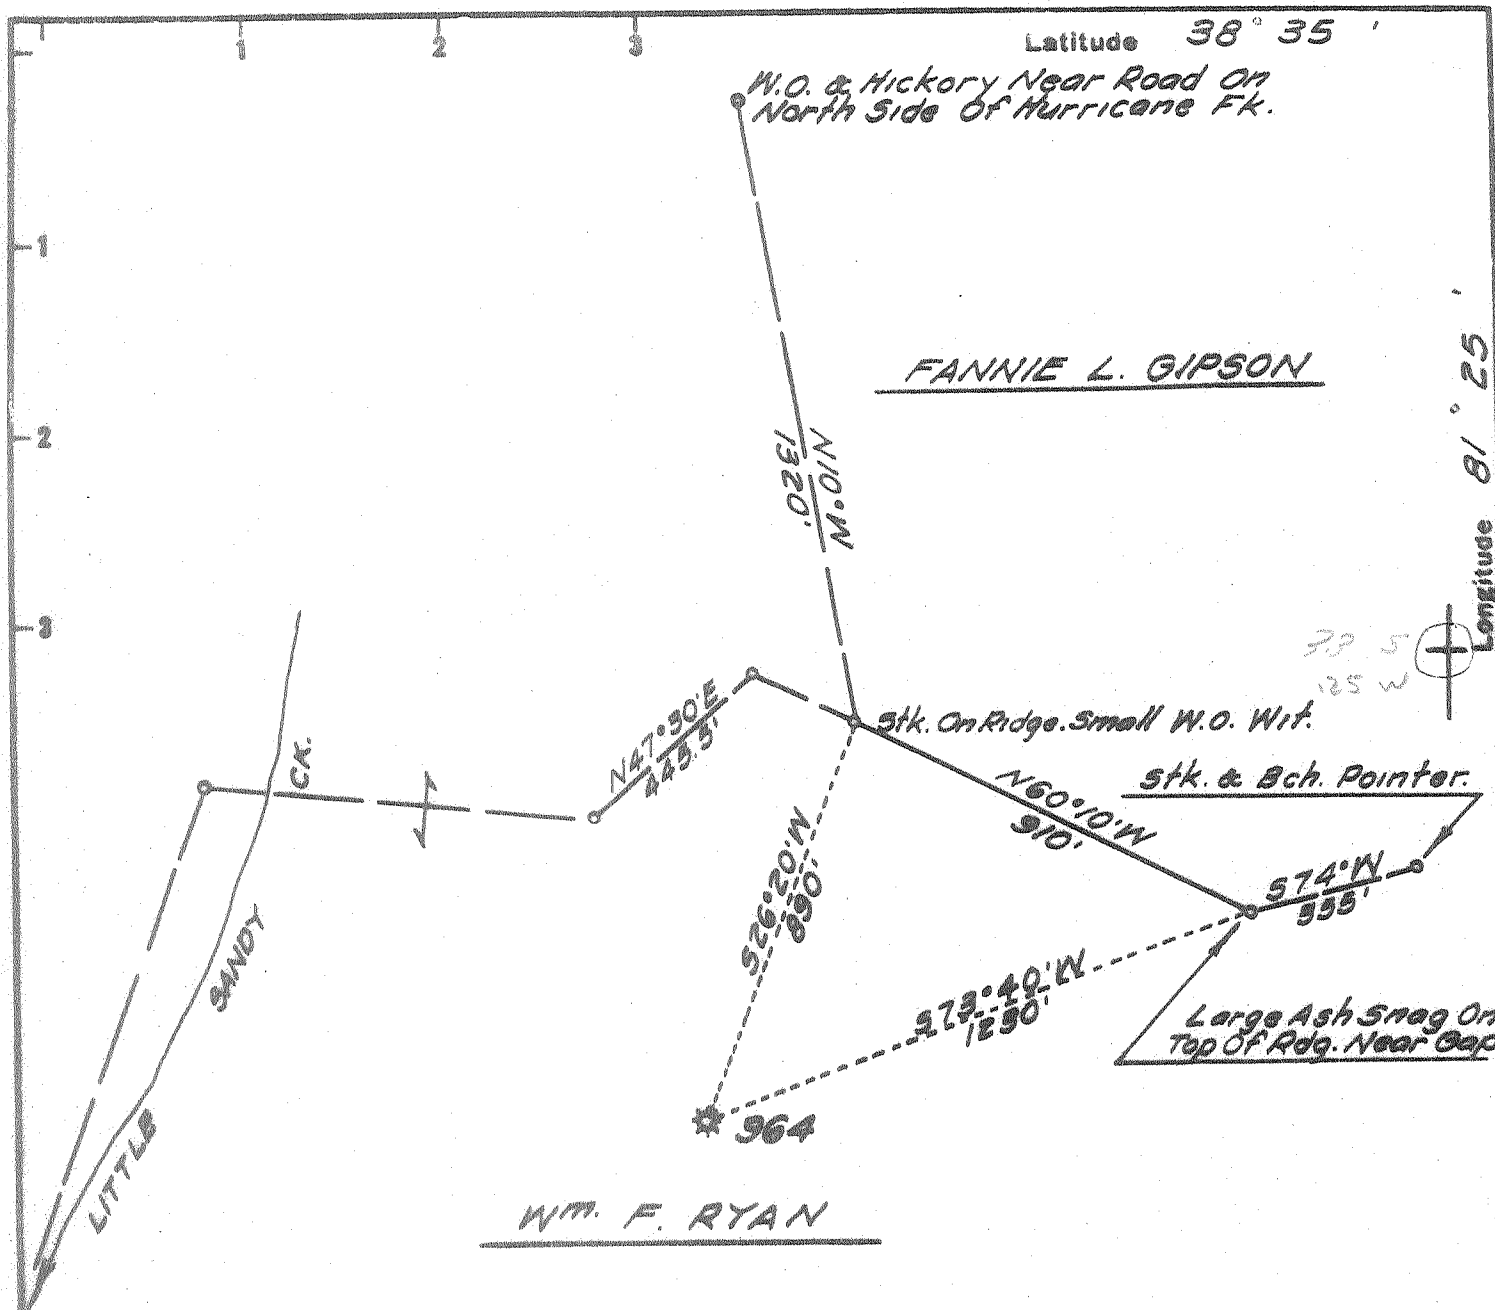 1 2 3
Latitude 38° 35 '
W.O. & Hickory Near Road On
North Side Of Hurricane Fk.
1
2
3
FANNIE L. GIPSON
Longitude 81 ° 25 '
N10°W
1320'
5
125 W
Stk. On Ridge. Small W.O. Wit.
N47°30'E
445.5'
Stk. & Bch. Pointer.
N60°10'W
910'
CK.
S74°W
S26°20'W
890'
SANDY
S73°40'W
Large Ash Snag On
Top Of Rdg. Near Gap
964
LITTLE
Wm. F. RYAN